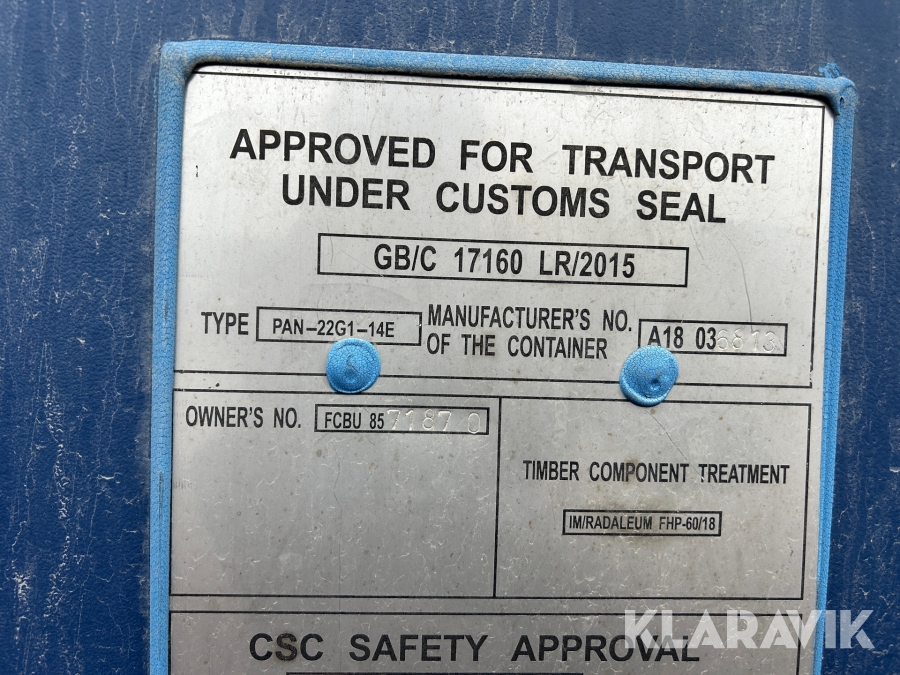 APPROVED FOR TRANSPORT
UNDER CUSTOMS SEAL
GB/C 17160 LR/2015
TYPE PAN-22G1-14E
MANUFACTURER'S NO.
OF THE CONTAINER
A18 036813
OWNER'S NO. FCBU 857187 0
TIMBER COMPONENT TREATMENT
IM/RADALEUM FHP-60/18
CSC SAFETY APPROVAL
KLARAVIK